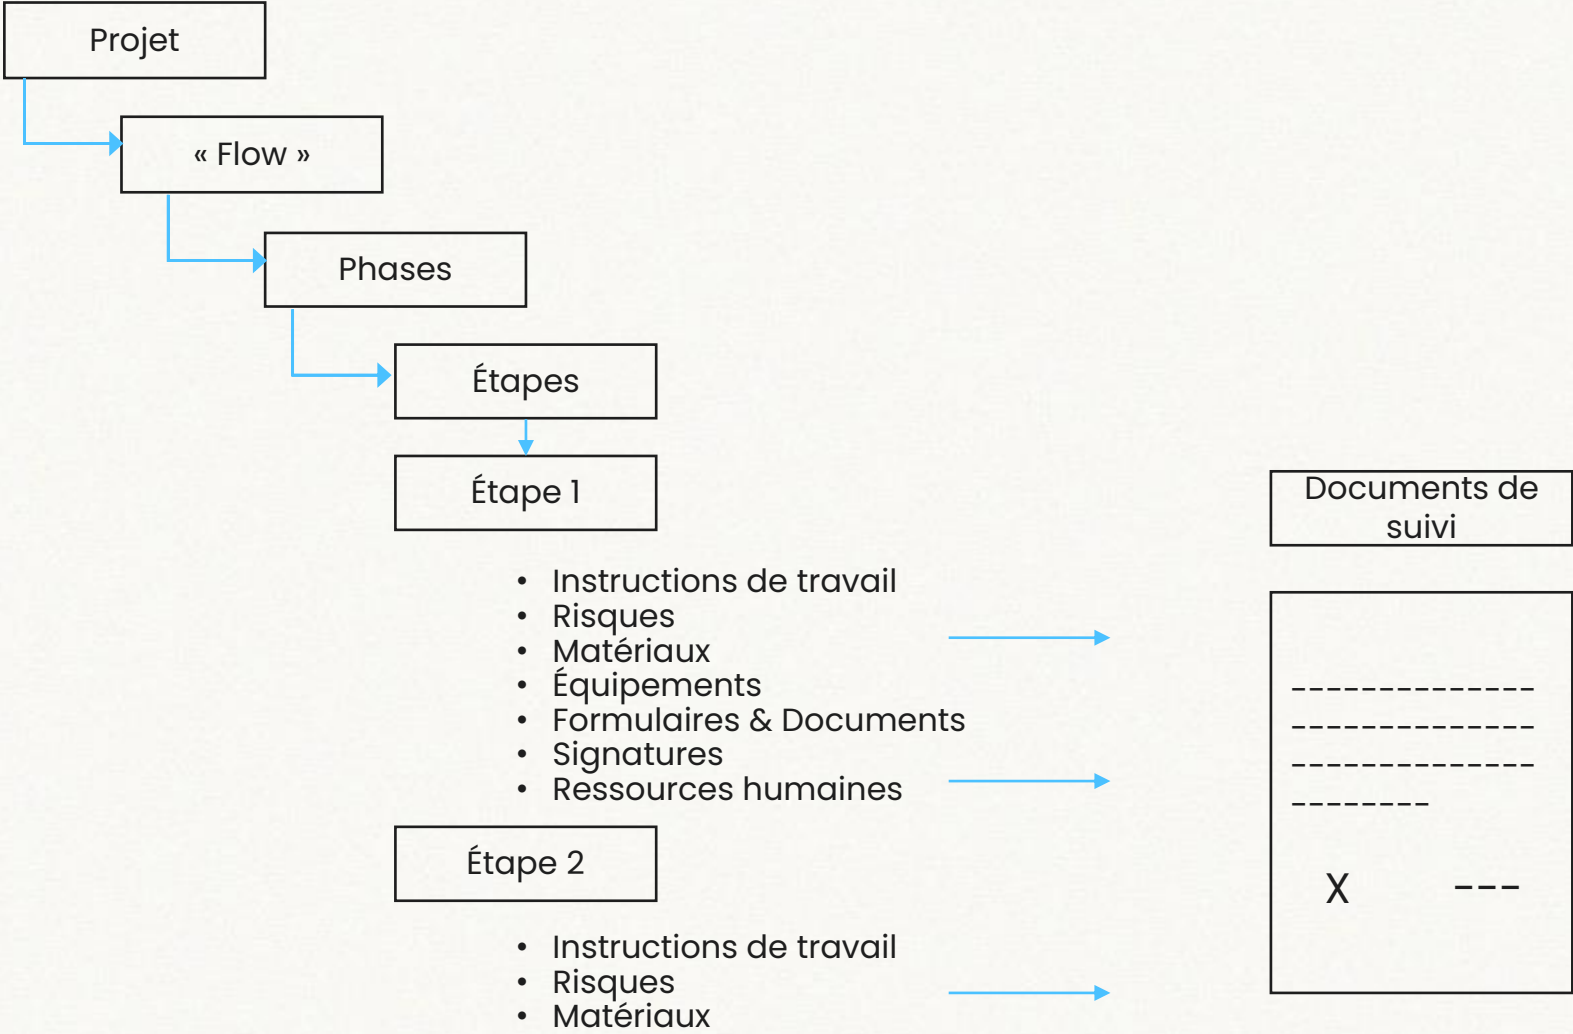 Projet
« Flow »
Phases
Étapes
Étape 1
• Instructions de travail
• Risques
• Matériaux
• Équipements
• Formulaires & Documents
• Signatures
• Ressources humaines
Étape 2
• Instructions de travail
• Risques
• Matériaux
Documents de
suivi
--------------
--------------
--------------
--------
X ---